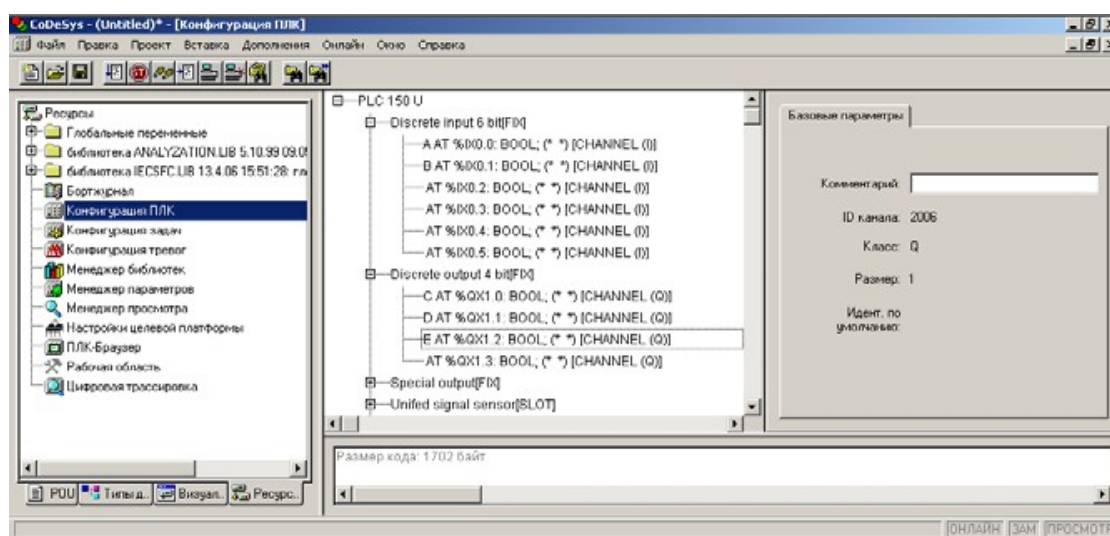 CoDeSys - (Untitled)* - [Конфигурация ПЛК]
Файл Правка Проект Вставка Дополнения Онлайн Окно Справка
Ресурсы
Глобальные переменные
библиотека ANALYZATION.LIB 5.10.99 09:0
библиотека IECSFC.LIB 13.4.06 15:51:28: гло
Бортжурнал
Конфигурация ПЛК
Конфигурация задач
Конфигурация тревог
Менеджер библиотек
Менеджер параметров
Менеджер просмотра
Настройки целевой платформы
ПЛК-Браузер
Рабочая область
Цифровая трассировка
POU Типы д.. Визуал.. Ресурс..
PLC 150 U
Discrete input 6 bit[FIX]
A AT %IX0.0: BOOL; (* *) [CHANNEL (I)]
B AT %IX0.1: BOOL; (* *) [CHANNEL (I)]
AT %IX0.2: BOOL; (* *) [CHANNEL (I)]
AT %IX0.3: BOOL; (* *) [CHANNEL (I)]
AT %IX0.4: BOOL; (* *) [CHANNEL (I)]
AT %IX0.5: BOOL; (* *) [CHANNEL (I)]
Discrete output 4 bit[FIX]
C AT %QX1.0: BOOL; (* *) [CHANNEL (Q)]
D AT %QX1.1: BOOL; (* *) [CHANNEL (Q)]
E AT %QX1.2: BOOL; (* *) [CHANNEL (Q)]
AT %QX1.3: BOOL; (* *) [CHANNEL (Q)]
Special output[FIX]
Unifed signal sensor[SLOT]
Базовые параметры
Комментарий:
ID канала: 2006
Класс: Q
Размер: 1
Идент. по
умолчанию:
Размер кода: 1702 байт
ОНЛАЙН ЗАМ ПРОСМОТР